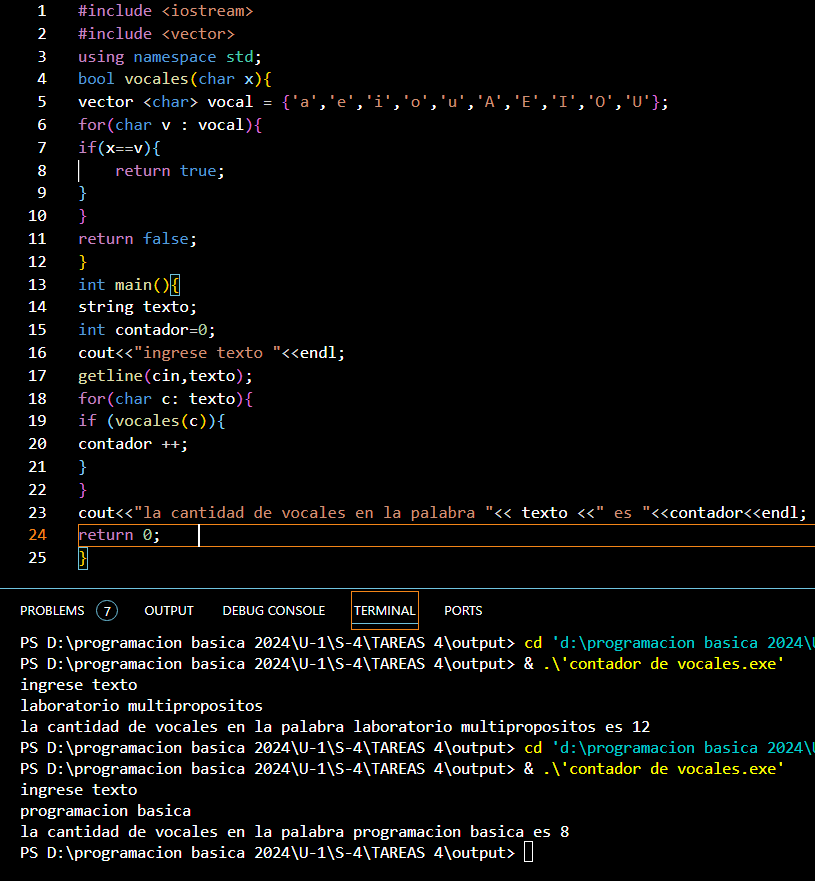 1 #include <iostream>
2 #include <vector>
3 using namespace std;
4 bool vocales(char x){
5 vector <char> vocal = {'a','e','i','o','u','A','E','I','O','U'};
6 for(char v : vocal){
7 if(x==v){
8     return true;
9 }
10 }
11 return false;
12 }
13 int main(){
14 string texto;
15 int contador=0;
16 cout<<"ingrese texto "<<endl;
17 getline(cin,texto);
18 for(char c: texto){
19 if (vocales(c)){
20 contador ++;
21 }
22 }
23 cout<<"la cantidad de vocales en la palabra "<< texto <<" es "<<contador<<endl;
24 return 0;
25 }
PROBLEMS 7 OUTPUT DEBUG CONSOLE TERMINAL PORTS
PS D:\programacion basica 2024\U-1\S-4\TAREAS 4\output> cd 'd:\programacion basica 2024\U
PS D:\programacion basica 2024\U-1\S-4\TAREAS 4\output> & .\'contador de vocales.exe'
ingrese texto
laboratorio multipropositos
la cantidad de vocales en la palabra laboratorio multipropositos es 12
PS D:\programacion basica 2024\U-1\S-4\TAREAS 4\output> cd 'd:\programacion basica 2024\U
PS D:\programacion basica 2024\U-1\S-4\TAREAS 4\output> & .\'contador de vocales.exe'
ingrese texto
programacion basica
la cantidad de vocales en la palabra programacion basica es 8
PS D:\programacion basica 2024\U-1\S-4\TAREAS 4\output>